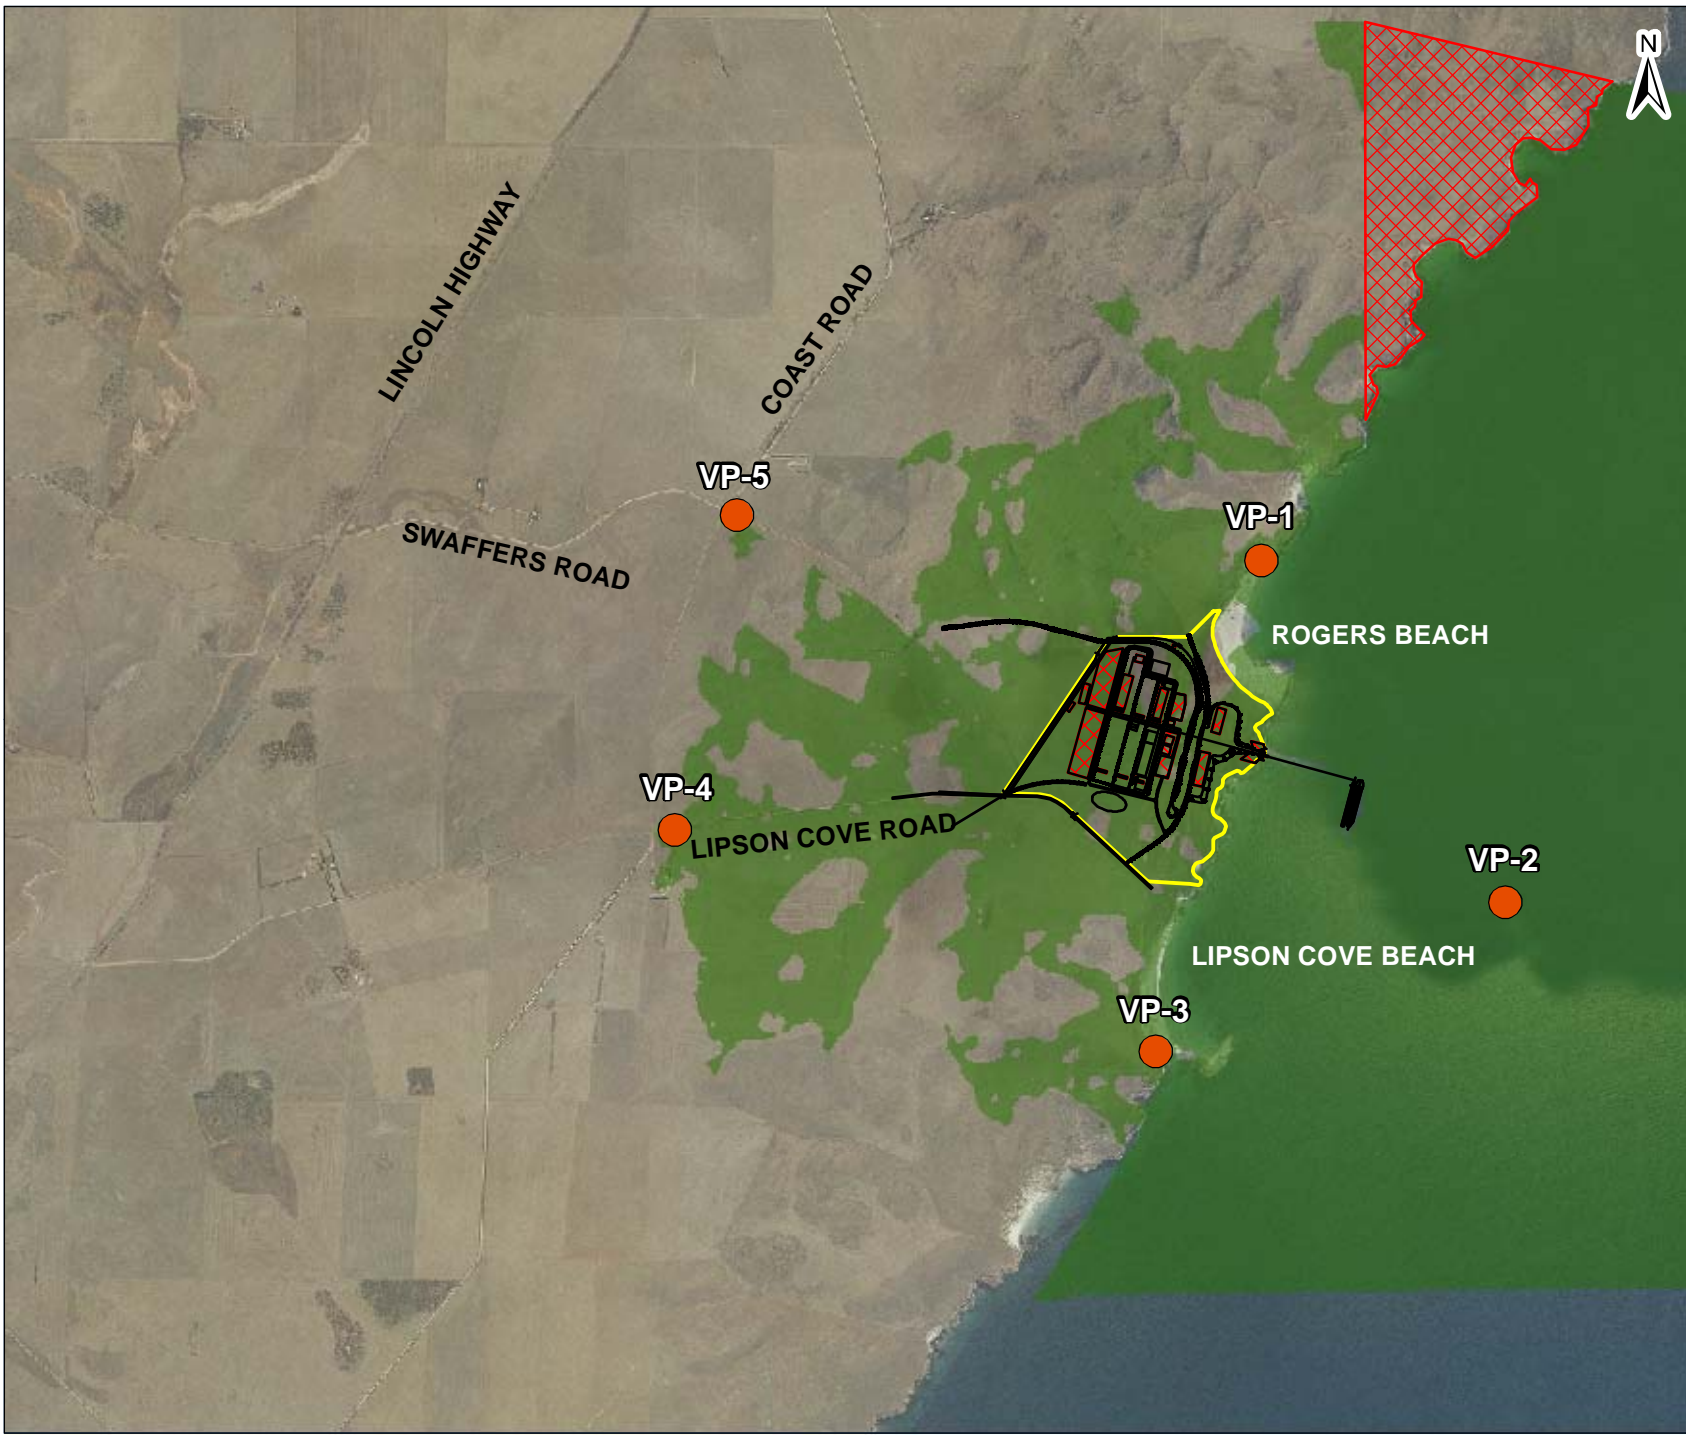 N
LINCOLN HIGHWAY
COAST ROAD
VP-5
VP-1
SWAFFERS ROAD
ROGERS BEACH
VP-4
LIPSON COVE ROAD
VP-2
LIPSON COVE BEACH
VP-3